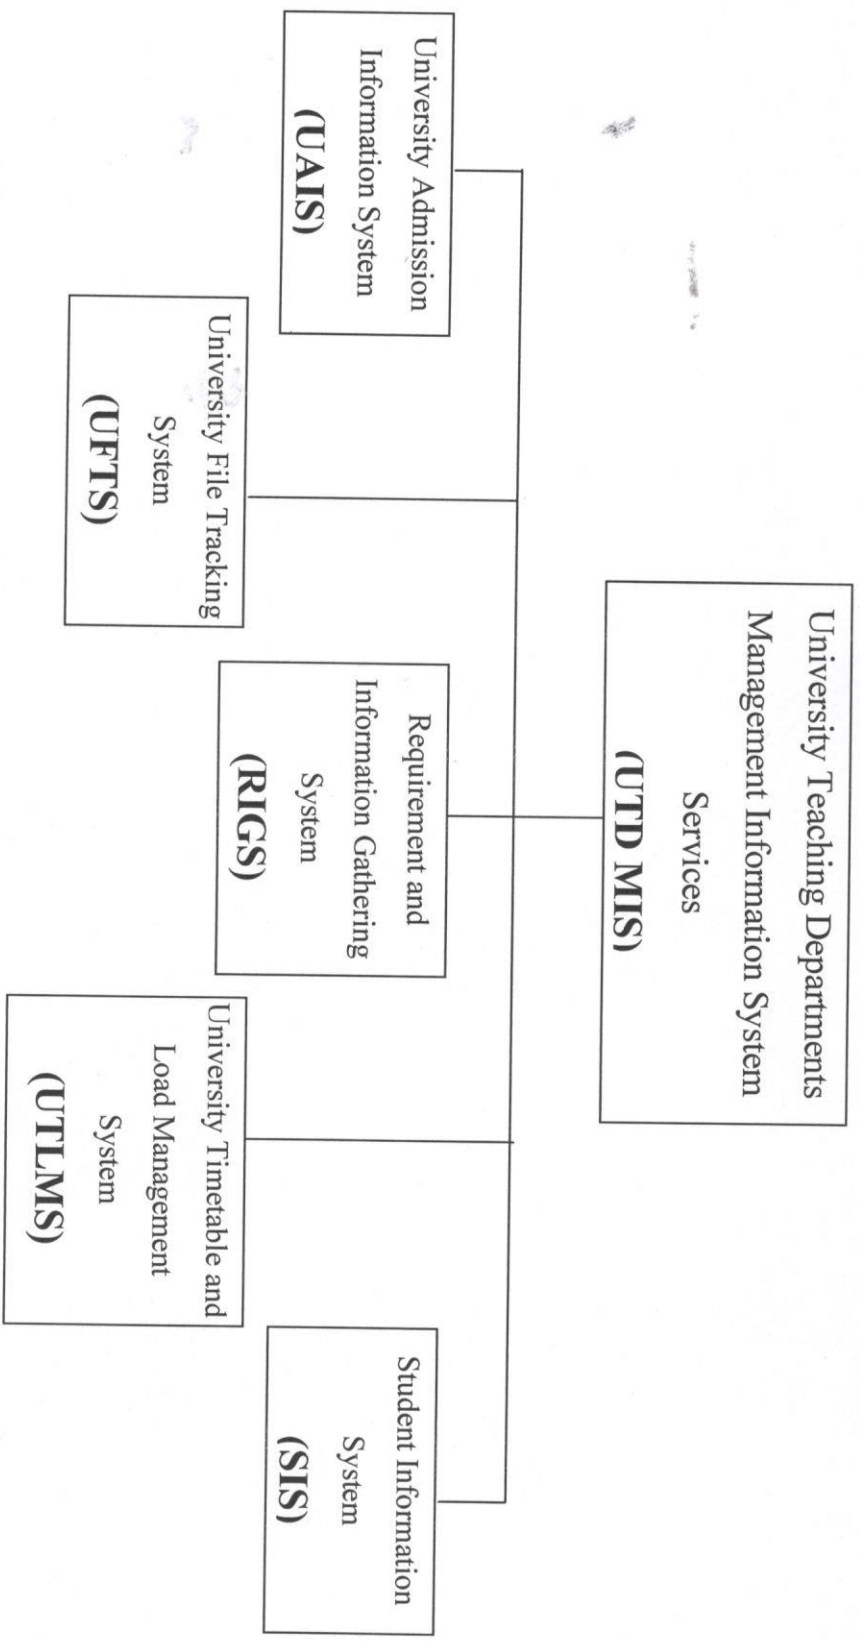 University Teaching Departments
Management Information System
Services
(UTD MIS)
University Admission
Information System
(UAIS)
University File Tracking
System
(UFTS)
Requirement and
Information Gathering
System
(RIGS)
University Timetable and
Load Management
System
(UTLMS)
Student Information
System
(SIS)